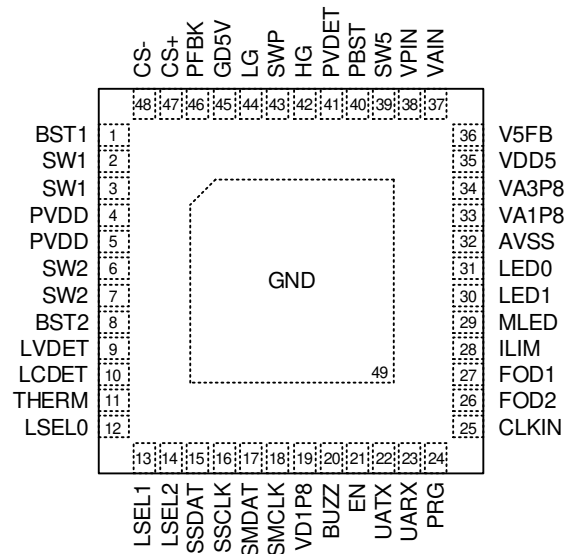 CS-
CS+
PFBK
GD5V
LG
SWP
HG
PVDET
PBST
SW5
VPIN
VAIN
48 47 46 45 44 43 42 41 40 39 38 37
BST1 1
SW1 2
SW1 3
PVDD 4
PVDD 5
SW2 6
SW2 7
BST2 8
LVDET 9
LCDET 10
THERM 11
LSEL0 12
GND
49
36 V5FB
35 VDD5
34 VA3P8
33 VA1P8
32 AVSS
31 LED0
30 LED1
29 MLED
28 ILIM
27 FOD1
26 FOD2
25 CLKIN
13 14 15 16 17 18 19 20 21 22 23 24
LSEL1
LSEL2
SSDAT
SSCLK
SMDAT
SMCLK
VD1P8
BUZZ
EN
UATX
UARX
PRG